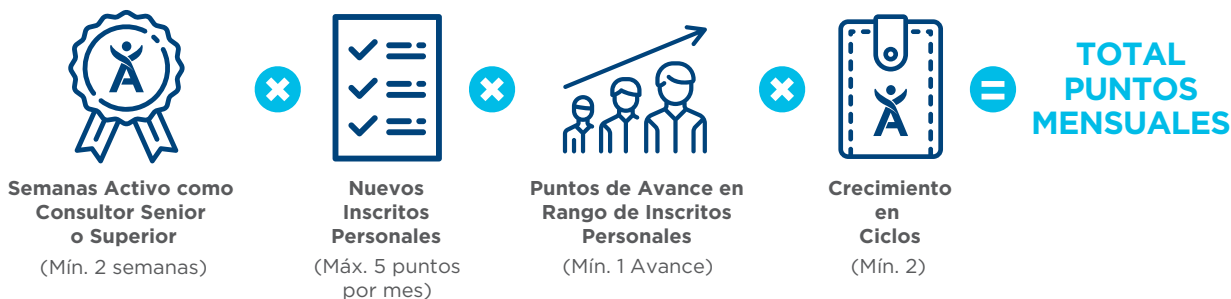 Semanas Activo como
Consultor Senior
o Superior
(Mín. 2 semanas)
Nuevos
Inscritos
Personales
(Máx. 5 puntos
por mes)
Puntos de Avance en
Rango de Inscritos
Personales
(Mín. 1 Avance)
Crecimiento
en
Ciclos
(Mín. 2)
TOTAL
PUNTOS
MENSUALES